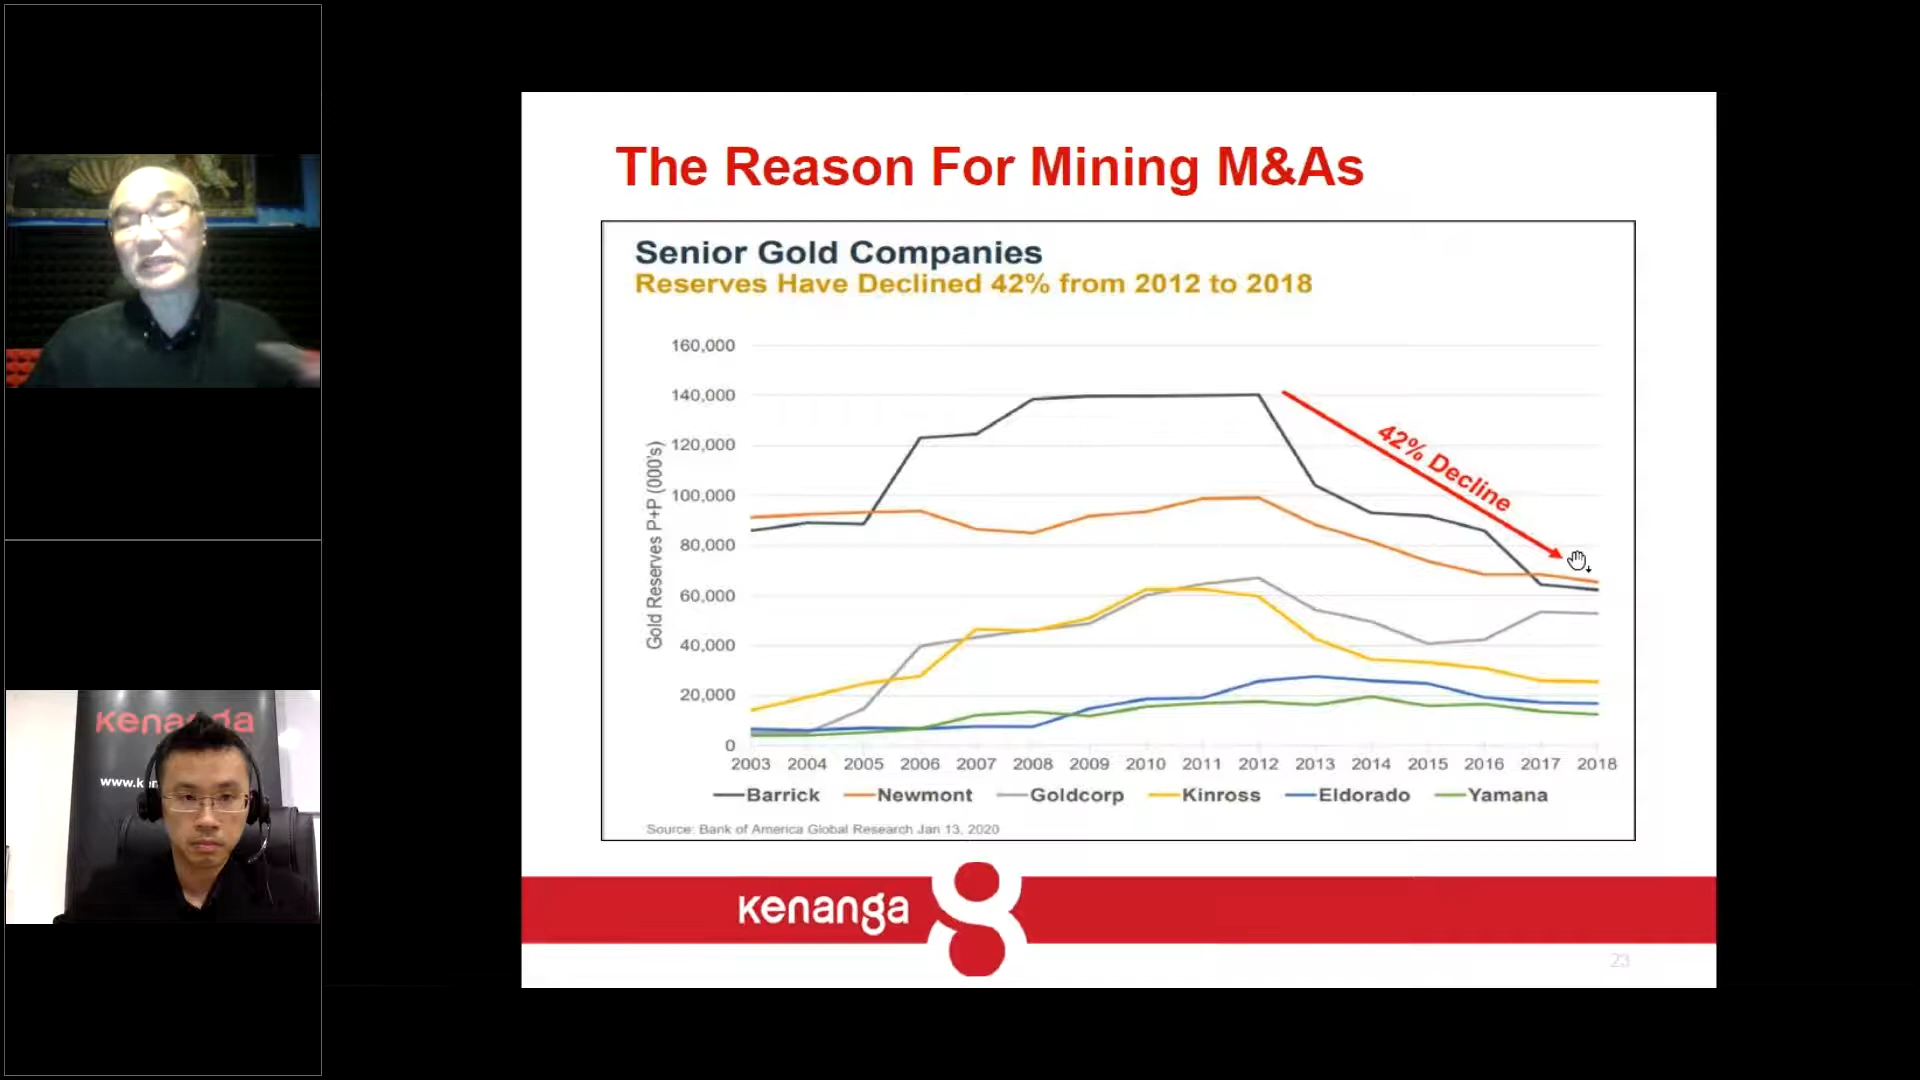 The Reason For Mining M&As
Senior Gold Companies
Reserves Have Declined 42% from 2012 to 2018
160,000
140,000
120,000
100,000
80,000
60,000
40,000
20,000
0
Gold Reserves P+P (000's)
42% Decline
2003 2004 2005 2006 2007 2008 2009 2010 2011 2012 2013 2014 2015 2016 2017 2018
Barrick Newmont Goldcorp Kinross Eldorado Yamana
Source: Bank of America Global Research Jan 13, 2020
kenanga
23
kenanga
www.k